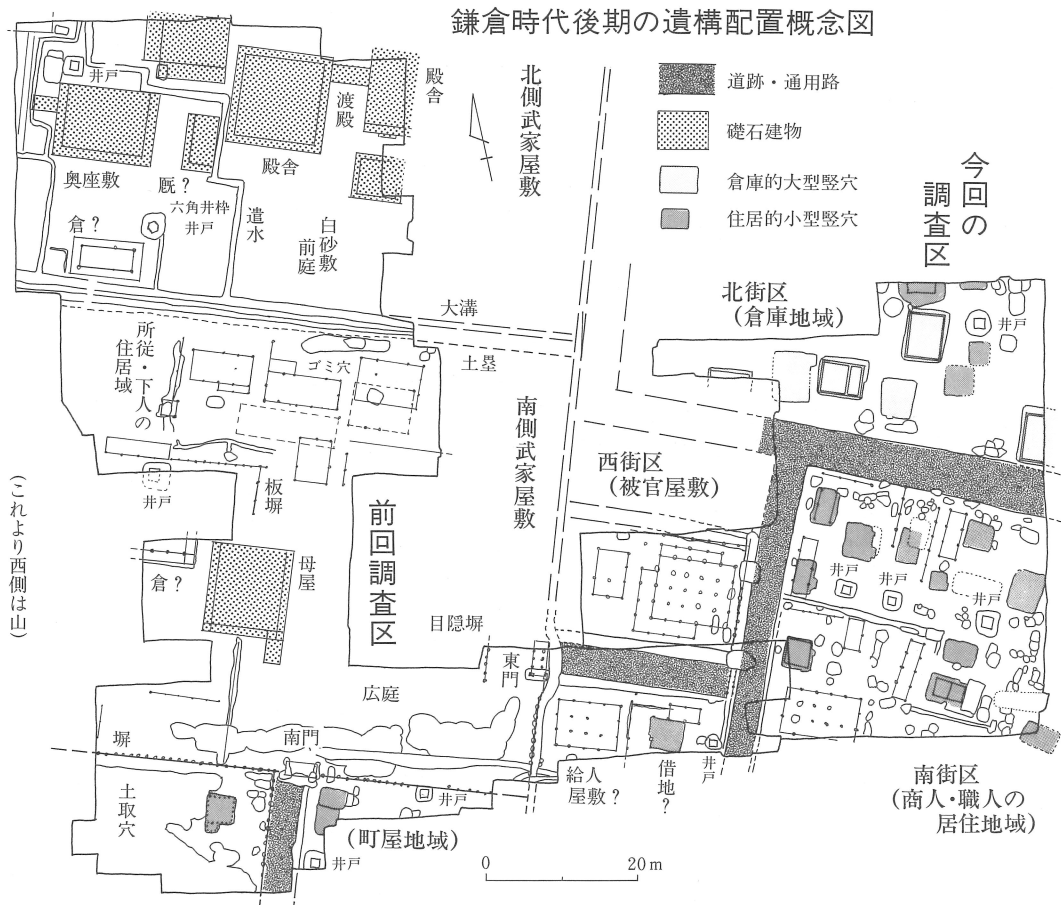 鎌倉時代後期の遺構配置概念図
道跡・通用路
礎石建物
倉庫的大型竪穴
住居的小型竪穴
今回の
調査区
北側武家屋敷
殿舎
渡殿
殿舎
井戸
奥座敷
厩？
六角井枠
井戸
倉？
遣水
白砂敷
前庭
大溝
土塁
北街区
(倉庫地域)
井戸
所従・下人の
住居域
ゴミ穴
南側武家屋敷
西街区
(被官屋敷)
井戸
板塀
前回調査区
(これより西側は山)
倉？
母屋
目隠塀
東門
井戸
井戸
井戸
広庭
塀
南門
土取穴
井戸
(町屋地域)
井戸
給人
屋敷？
借地？
井戸
南街区
(商人・職人の
居住地域)
0
20m